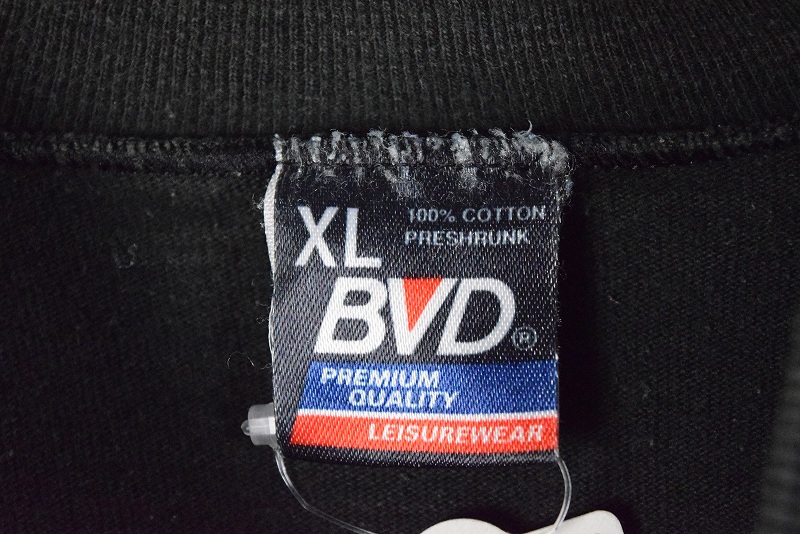 XL
100% COTTON
PRESHRUNK
BVD®
PREMIUM
QUALITY
LEISUREWEAR